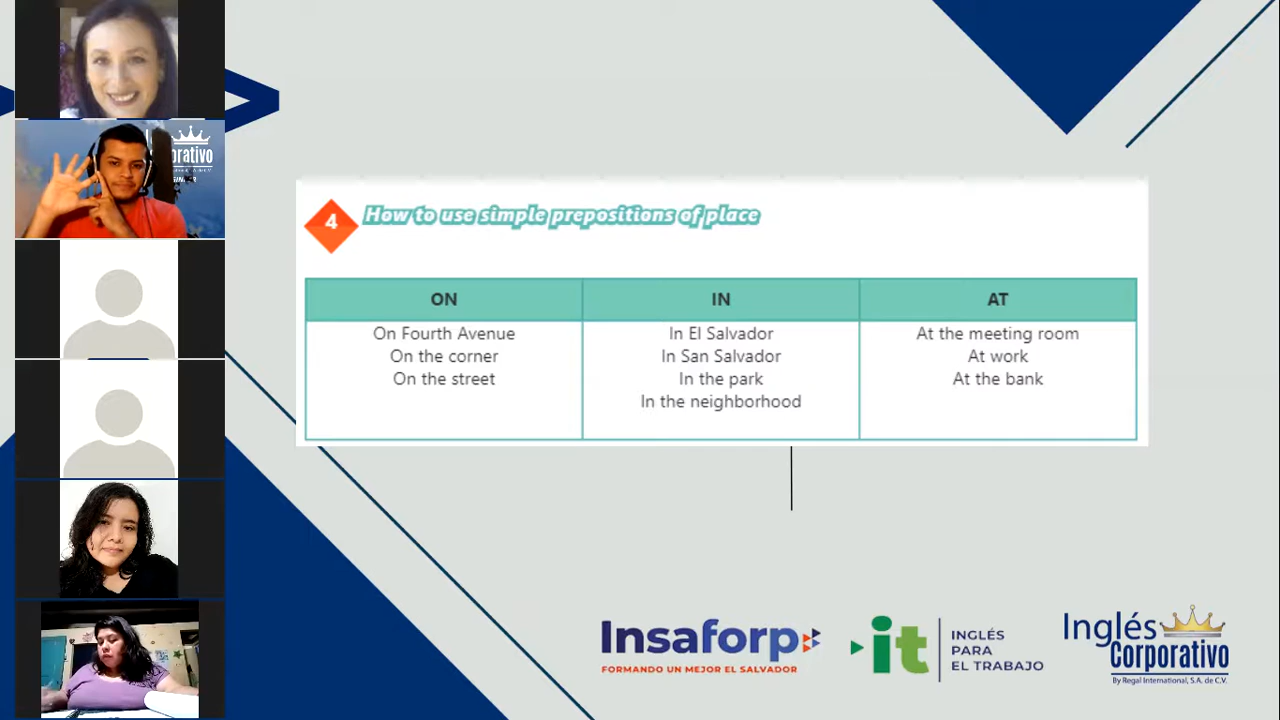 orativo
4
How to use simple prepositions of place
ON
IN
AT
On Fourth Avenue
On the corner
On the street
In El Salvador
In San Salvador
In the park
In the neighborhood
At the meeting room
At work
At the bank
Insaforp
FORMANDO UN MEJOR EL SALVADOR
it
INGLÉS
PARA
EL TRABAJO
Inglés
Corporativo
By Regal International, S.A. de C.V.